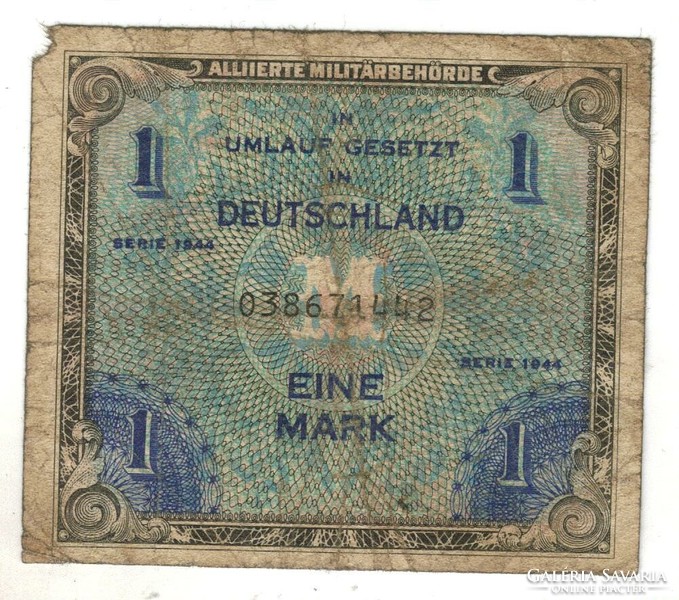 ALLIIERTE MILITÄRBEHÖRDE
1 1
IN
UMLAUF GESETZT
IN
DEUTSCHLAND
SERIE 1944
M
038671442
SERIE 1944
EINE
MARK
1 1
GALÉRIA SAVARIA
ONLINE PIACTÉR